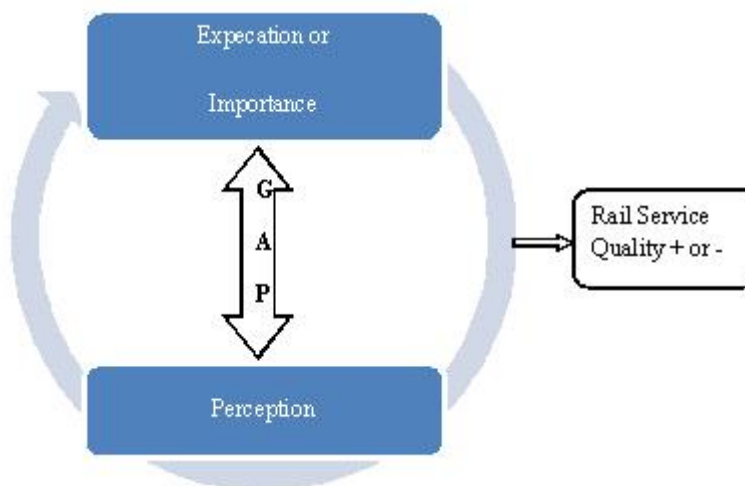 Expecation or
Importance
G
A
P
Rail Service
Quality + or -
Perception